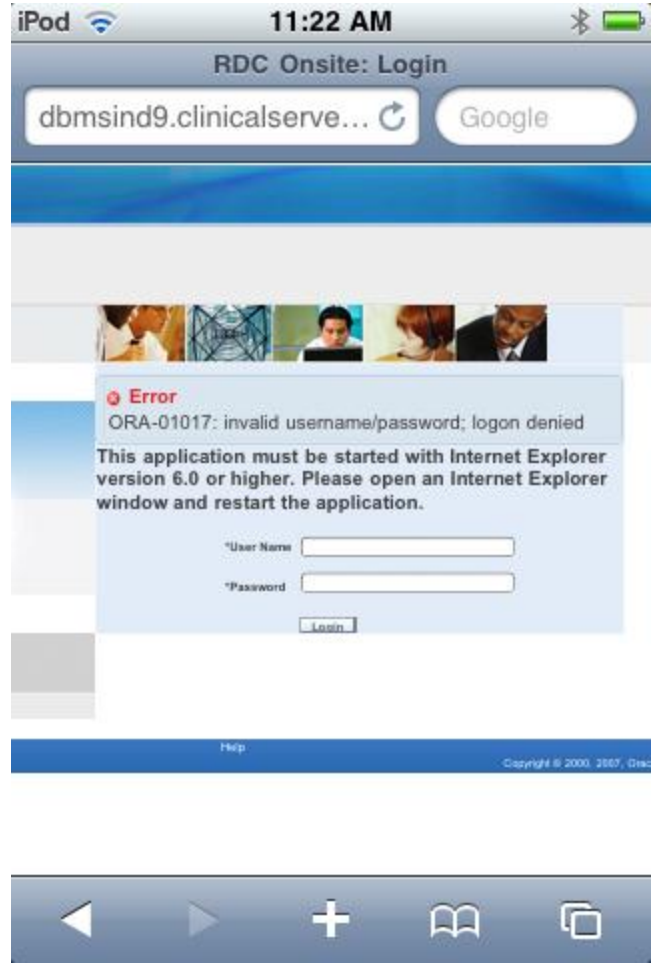 iPod 11:22 AM
RDC Onsite: Login
dbmsind9.clinicalserve... Google
Error
ORA-01017: invalid username/password; logon denied
This application must be started with Internet Explorer
version 6.0 or higher. Please open an Internet Explorer
window and restart the application.
*User Name
*Password
Login
Help
Copyright © 2000, 2007, Orac